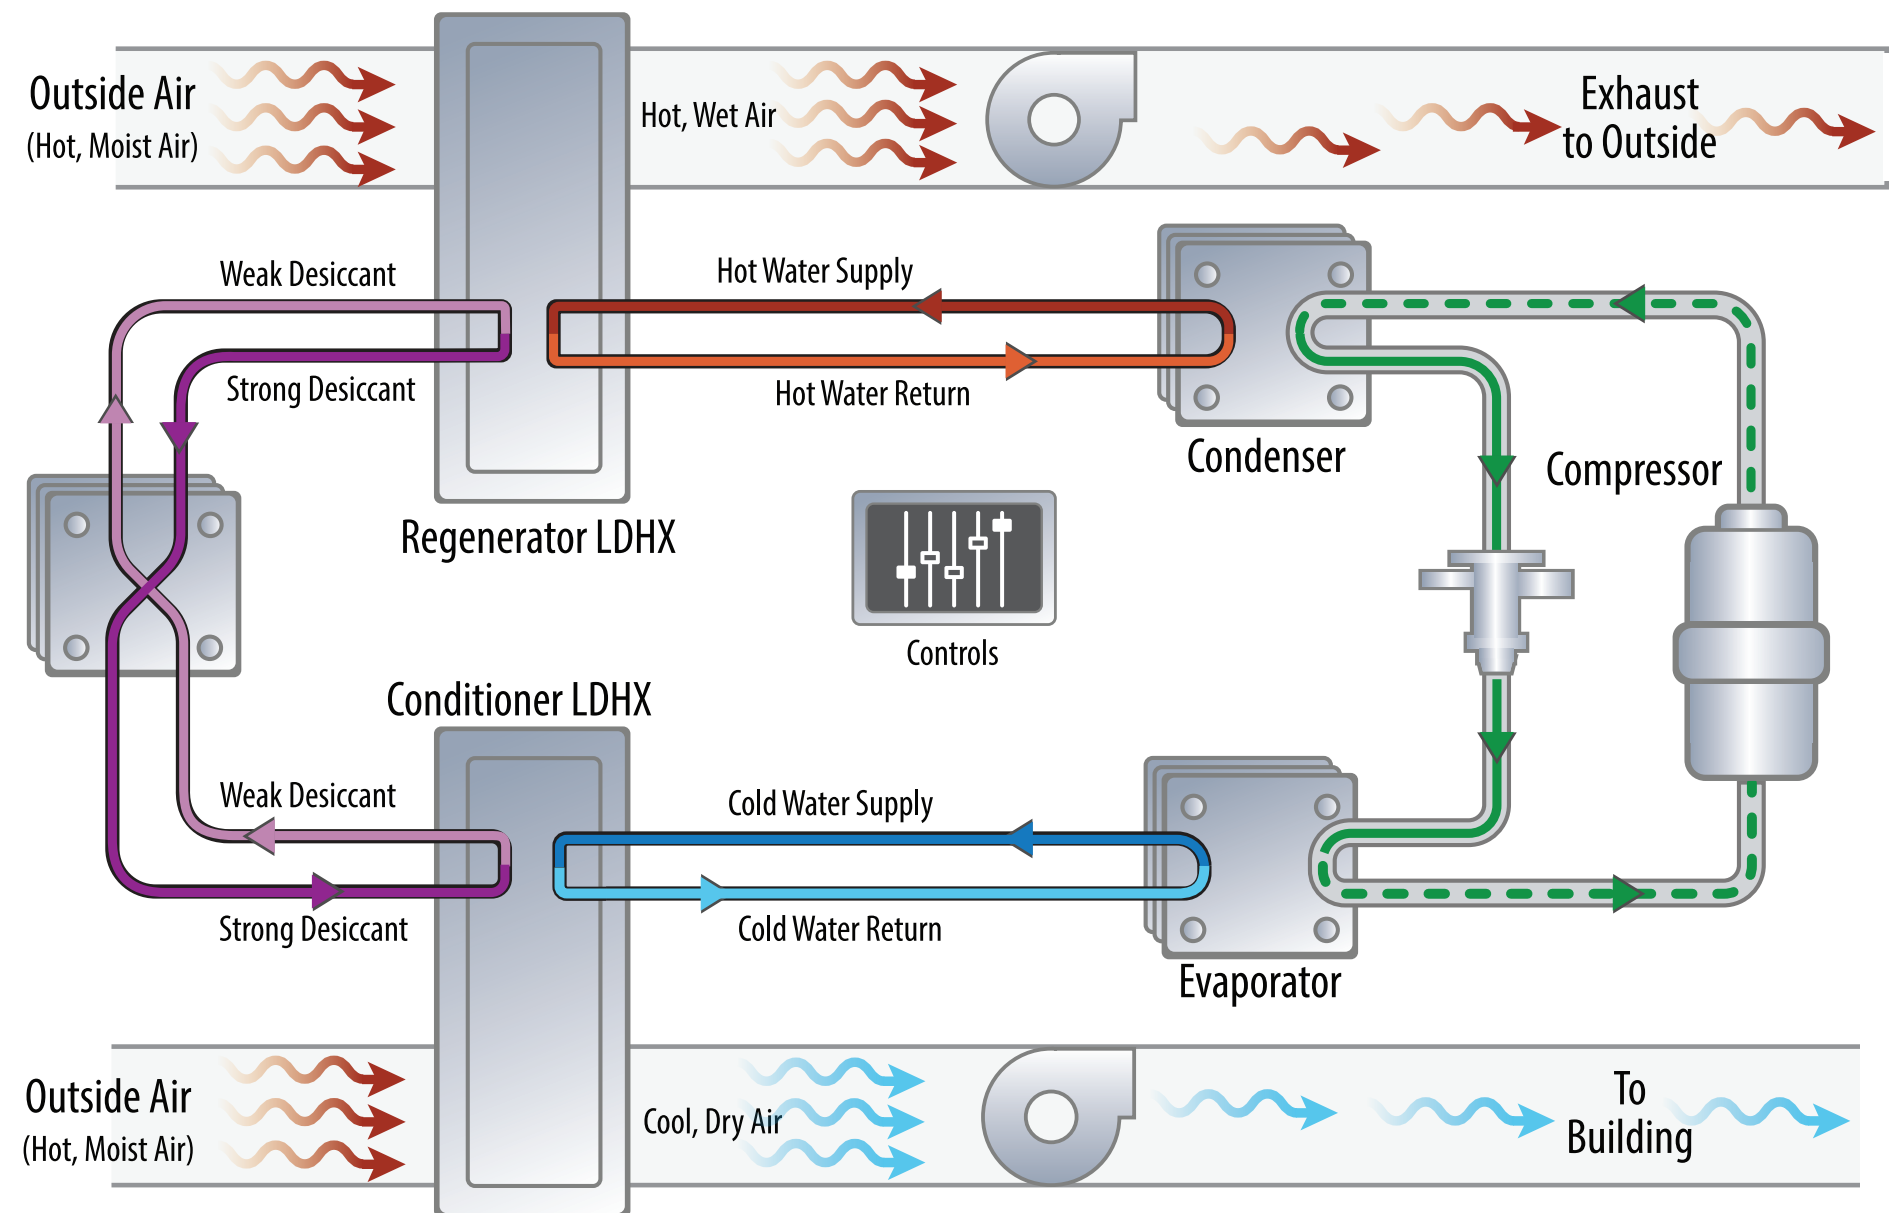 Outside Air
(Hot, Moist Air)
Hot, Wet Air
Exhaust
to Outside
Weak Desiccant
Hot Water Supply
Strong Desiccant
Hot Water Return
Condenser
Compressor
Regenerator LDHX
Controls
Conditioner LDHX
Weak Desiccant
Cold Water Supply
Strong Desiccant
Cold Water Return
Evaporator
Outside Air
(Hot, Moist Air)
Cool, Dry Air
To
Building